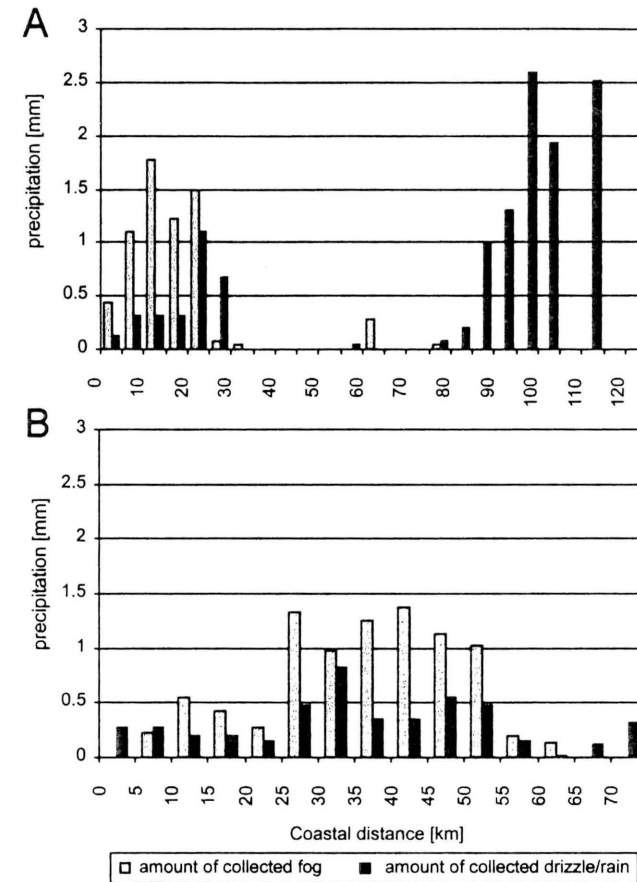 A
precipitation [mm]
3
2.5
2
1.5
1
0.5
0
0 10 20 30 40 50 60 70 80 90 100 110 120
B
precipitation [mm]
3
2.5
2
1.5
1
0.5
0
0 5 10 15 20 25 30 35 40 45 50 55 60 65 70
Coastal distance [km]
amount of collected fog amount of collected drizzle/rain